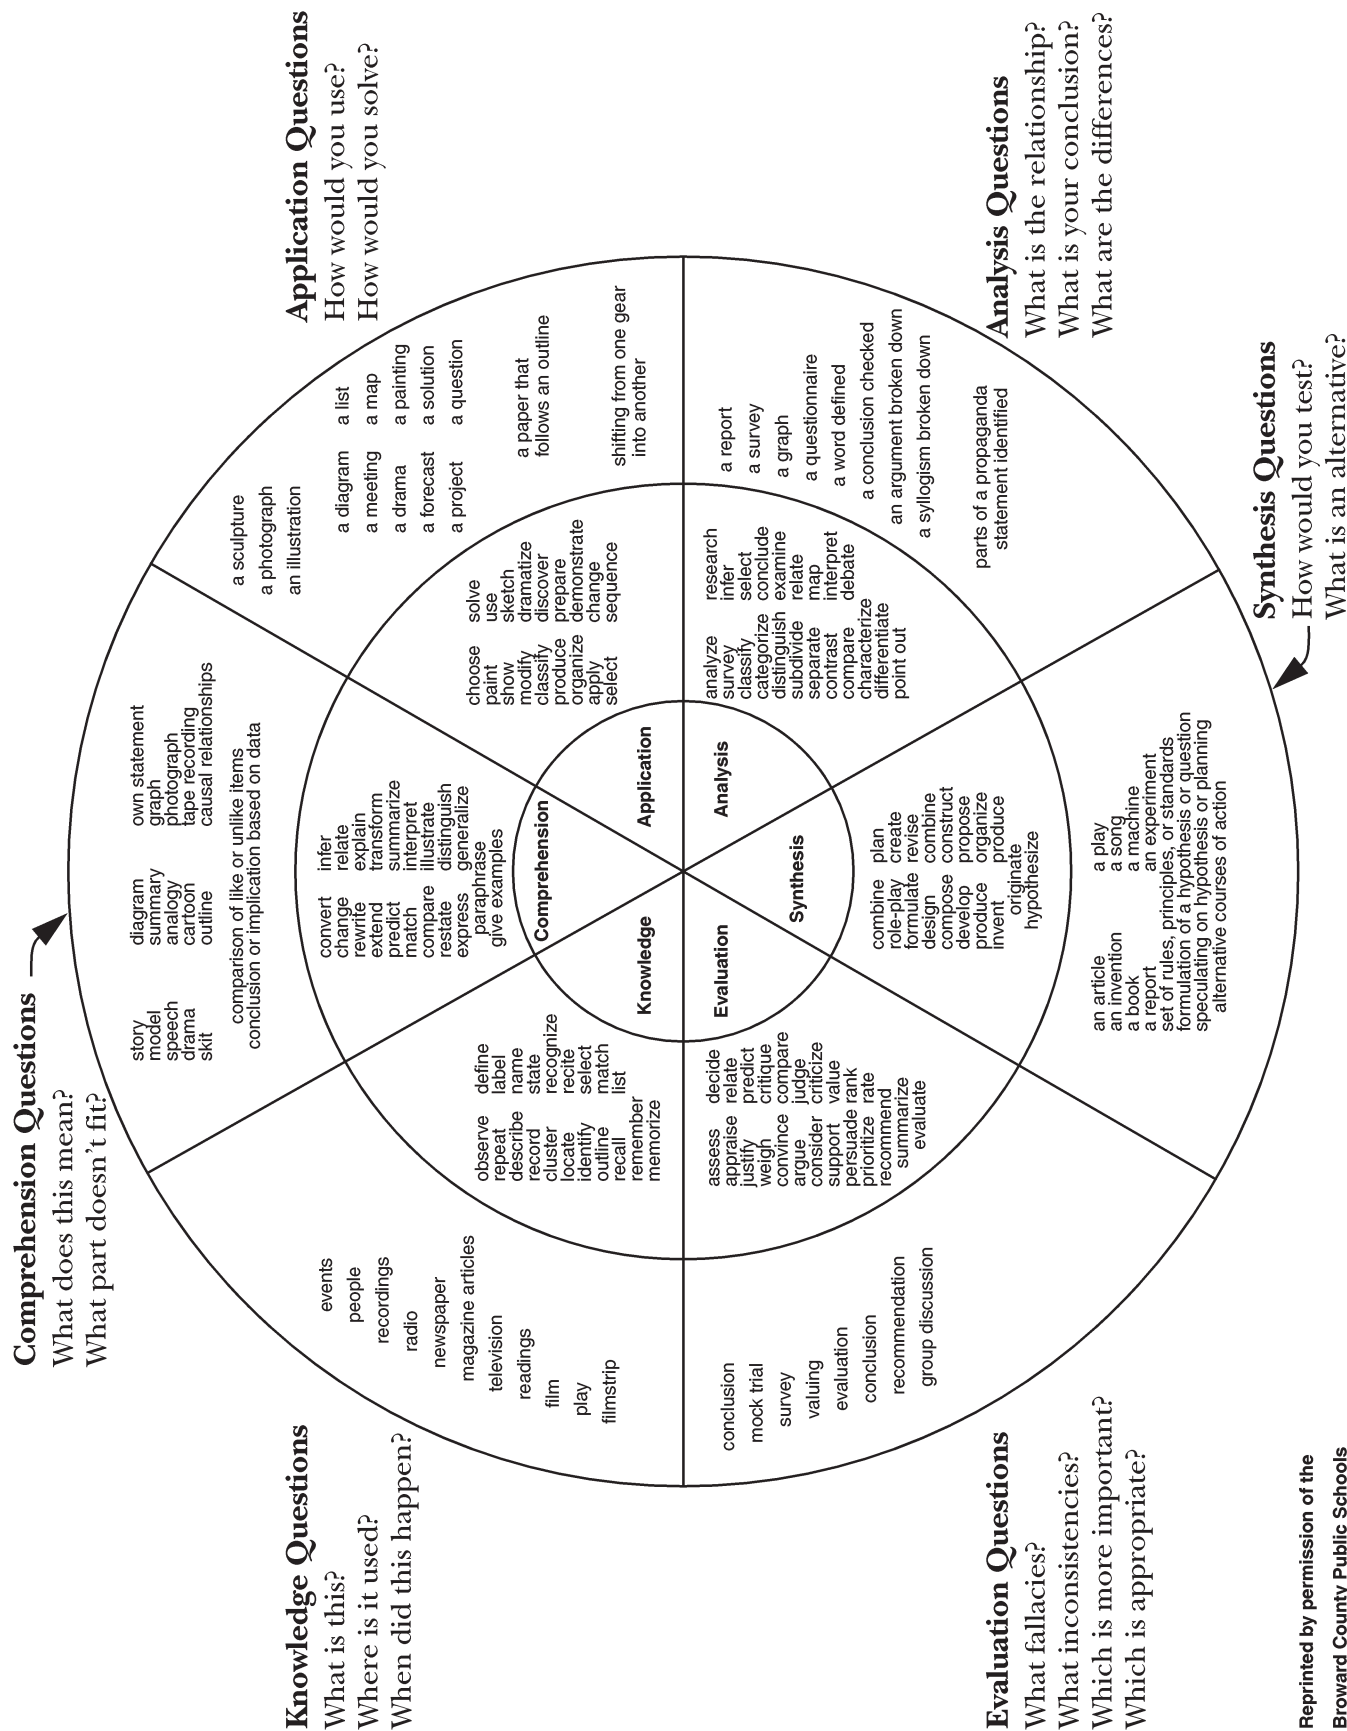 Comprehension Questions
What does this mean?
What part doesn't fit?
Knowledge Questions
What is this?
Where is it used?
When did this happen?
Application Questions
How would you use?
How would you solve?
story
model
speech
drama
skit
diagram
summary
analogy
cartoon
outline
own statement
graph
photograph
tape recording
causal relationships
comparison of like or unlike items
conclusion or implication based on data
convert
change
rewrite
extend
predict
match
compare
restate
express
infer
relate
explain
transform
summarize
interpret
illustrate
distinguish
generalize
paraphrase
give examples
Comprehension
events
people
recordings
radio
newspaper
magazine articles
television
readings
film
play
filmstrip
observe
repeat
describe
record
cluster
locate
identify
outline
recall
define
label
name
state
recognize
recite
select
match
list
remember
memorize
Knowledge
a sculpture
a photograph
an illustration
a diagram
a meeting
a drama
a forecast
a project
a list
a map
a painting
a solution
a question
a paper that
follows an outline
shifting from one gear
into another
choose
paint
show
modify
classify
produce
organize
apply
select
solve
use
sketch
dramatize
discover
prepare
demonstrate
change
sequence
Application
Analysis
analyze
survey
classify
categorize
distinguish
subdivide
separate
contrast
compare
characterize
differentiate
point out
research
infer
select
conclude
examine
relate
map
interpret
debate
a report
a survey
a graph
a questionnaire
a word defined
a conclusion checked
an argument broken down
a syllogism broken down
parts of a propaganda
statement identified
Evaluation
assess
appraise
justify
weigh
convince
argue
consider
support
persuade
prioritize
recommend
decide
relate
predict
critique
compare
judge
criticize
value
rank
rate
summarize
evaluate
conclusion
mock trial
survey
valuing
evaluation
conclusion
recommendation
group discussion
Synthesis
combine
role-play
formulate
design
compose
develop
produce
invent
plan
create
revise
combine
construct
propose
organize
produce
originate
hypothesize
an article
an invention
a book
a report
a play
a song
a machine
an experiment
set of rules, principles, or standards
formulation of a hypothesis or question
speculating on hypothesis or planning
alternative courses of action
Evaluation Questions
What fallacies?
What inconsistencies?
Which is more important?
Which is appropriate?
Analysis Questions
What is the relationship?
What is your conclusion?
What are the differences?
Synthesis Questions
How would you test?
What is an alternative?
Reprinted by permission of the
Broward County Public Schools